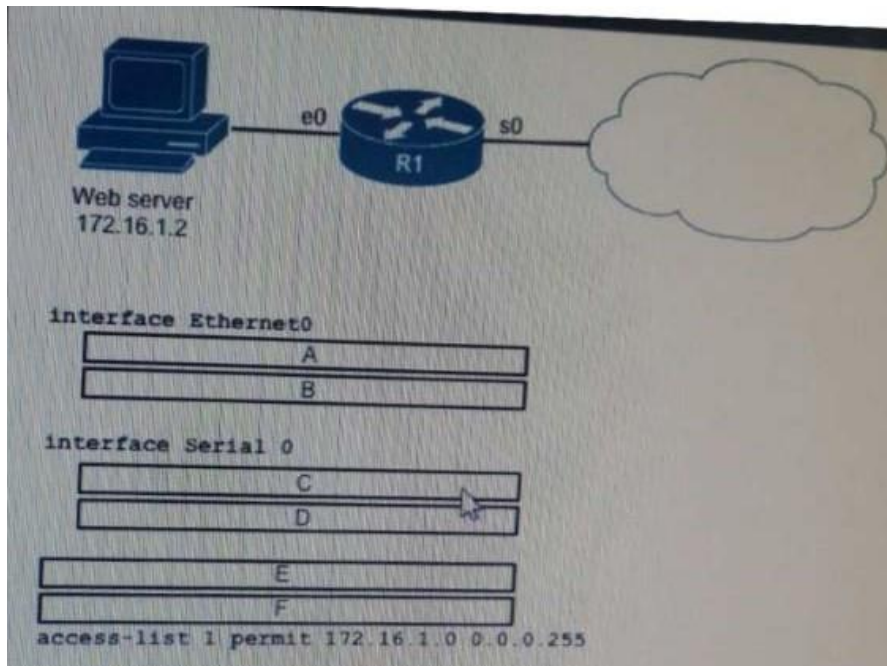 e0
s0
R1
Web server
172.16.1.2
interface Ethernet0
A
B
interface Serial 0
C
D
E
F
access-list 1 permit 172.16.1.0 0.0.0.255